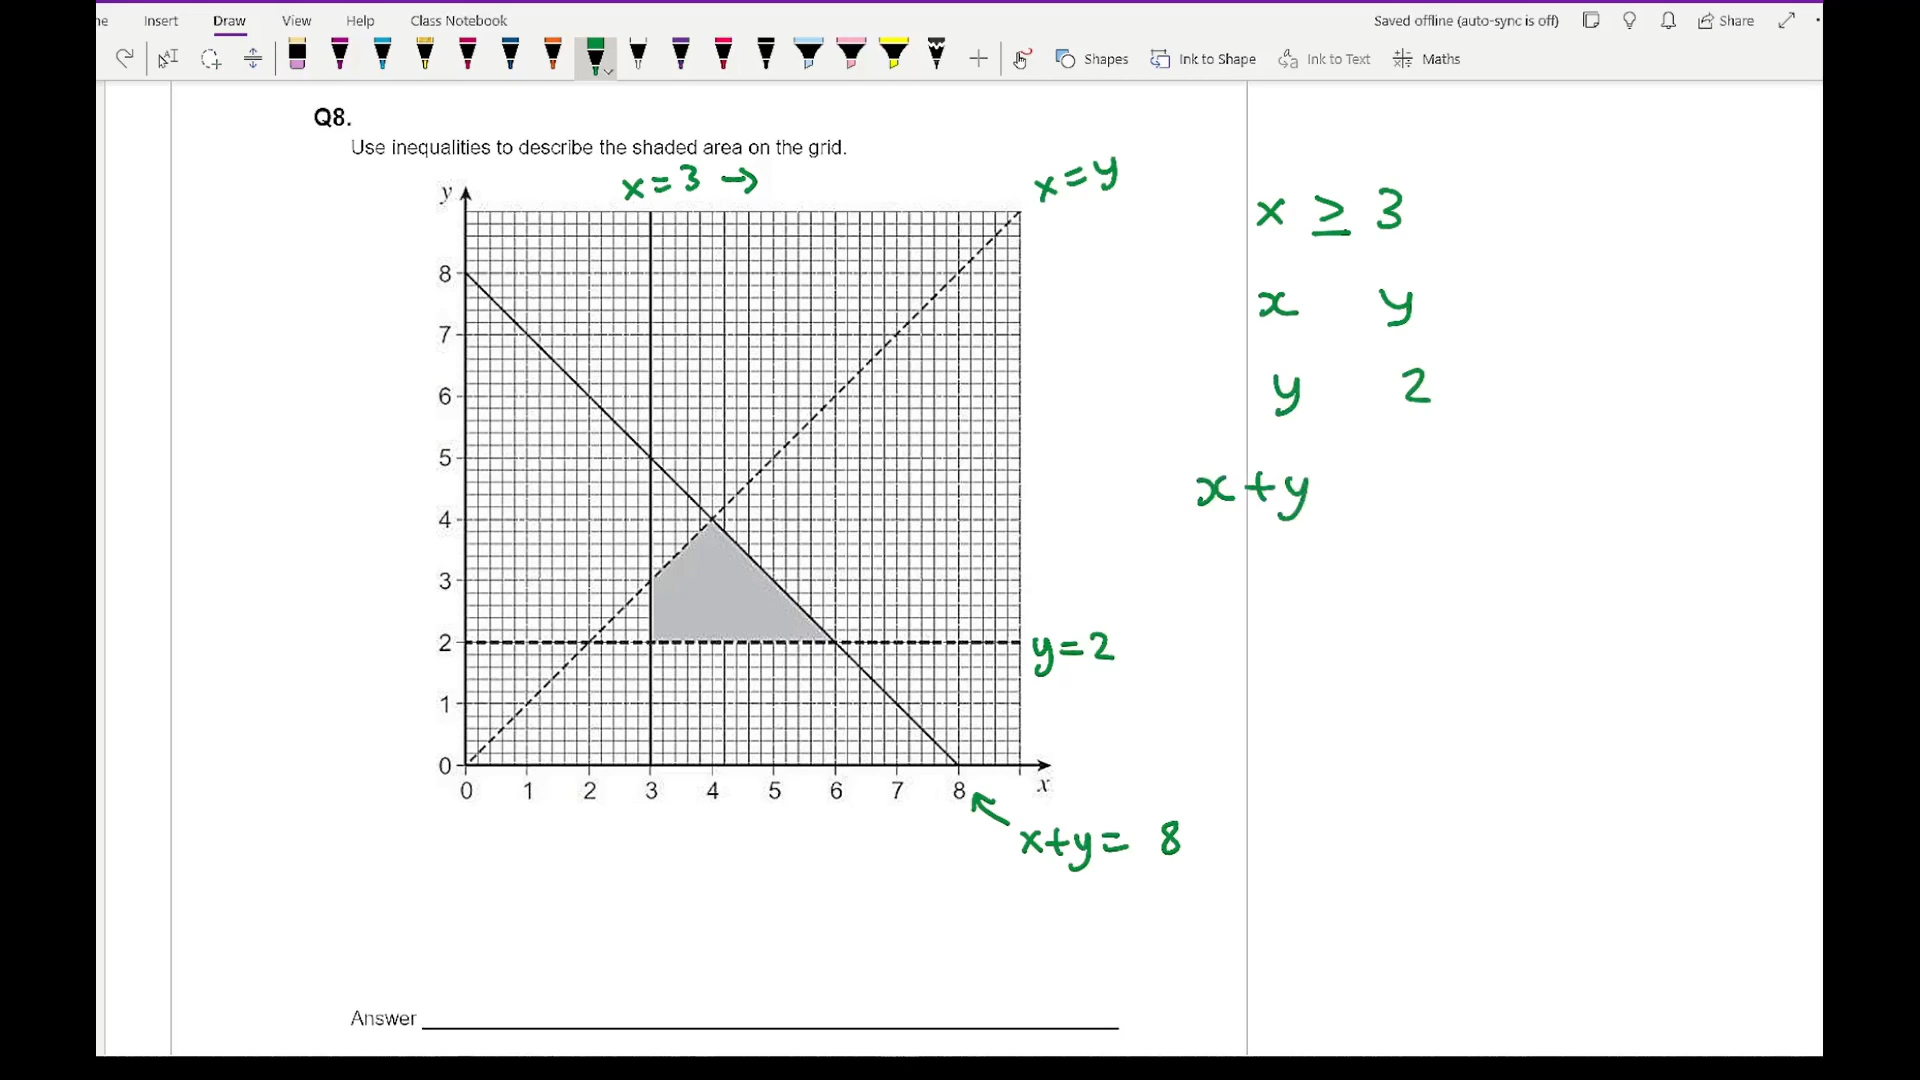 ne Insert Draw View Help Class Notebook Saved offline (auto-sync is off) Share
Shapes Ink to Shape Ink to Text Maths
Q8.
Use inequalities to describe the shaded area on the grid.
x = 3 →
x = y
x ≥ 3
x y
y 2
x + y
y
8
7
6
5
4
3
2
1
0
y = 2
0 1 2 3 4 5 6 7 8 x
x + y = 8
Answer